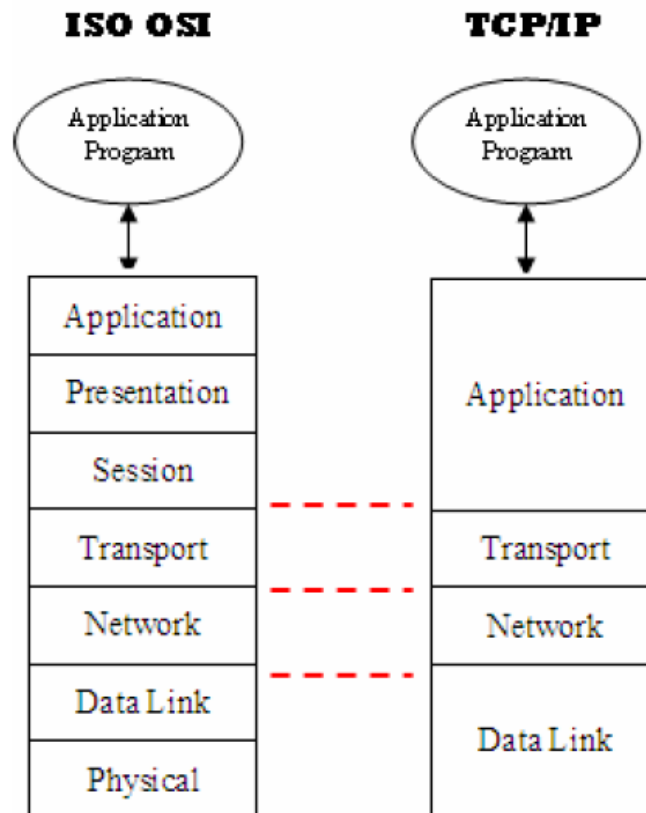 ISO OSI
TCP/IP
Application
Program
Application
Program
Application
Presentation
Session
Transport
Network
Data Link
Physical
Application
Transport
Network
Data Link